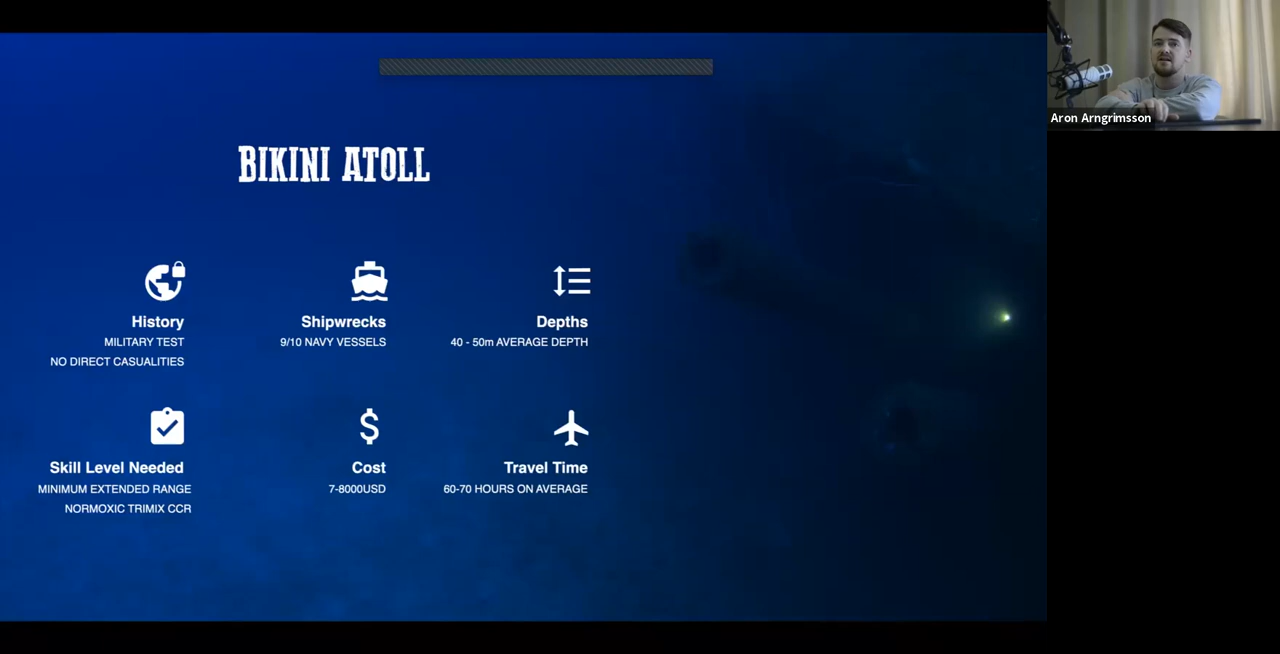 BIKINI ATOLL
History
MILITARY TEST
NO DIRECT CASUALITIES
Shipwrecks
9/10 NAVY VESSELS
Depths
40 - 50m AVERAGE DEPTH
Skill Level Needed
MINIMUM EXTENDED RANGE
NORMOXIC TRIMIX CCR
Cost
7-8000USD
Travel Time
60-70 HOURS ON AVERAGE
Aron Arngrimsson